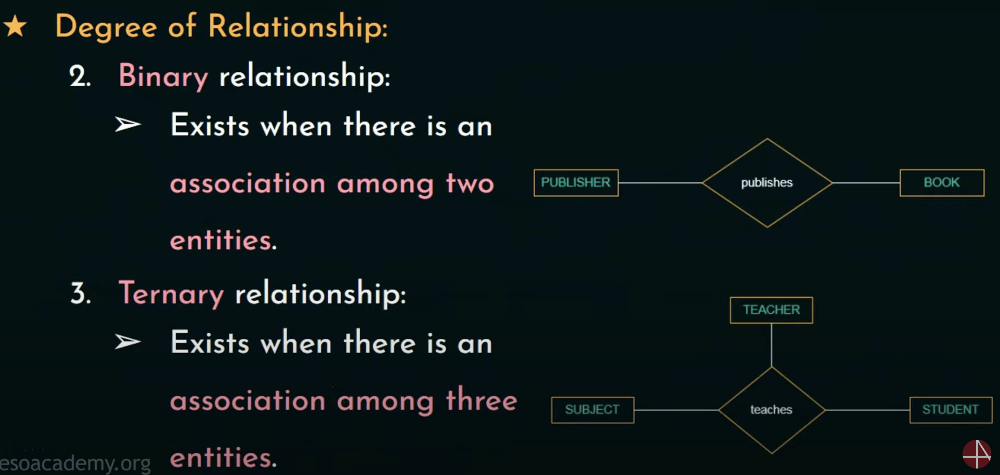 ★ Degree of Relationship:
2. Binary relationship:
➢ Exists when there is an
association among two
entities.
PUBLISHER publishes BOOK
3. Ternary relationship:
➢ Exists when there is an
association among three
entities.
TEACHER
SUBJECT teaches STUDENT
esoacademy.org